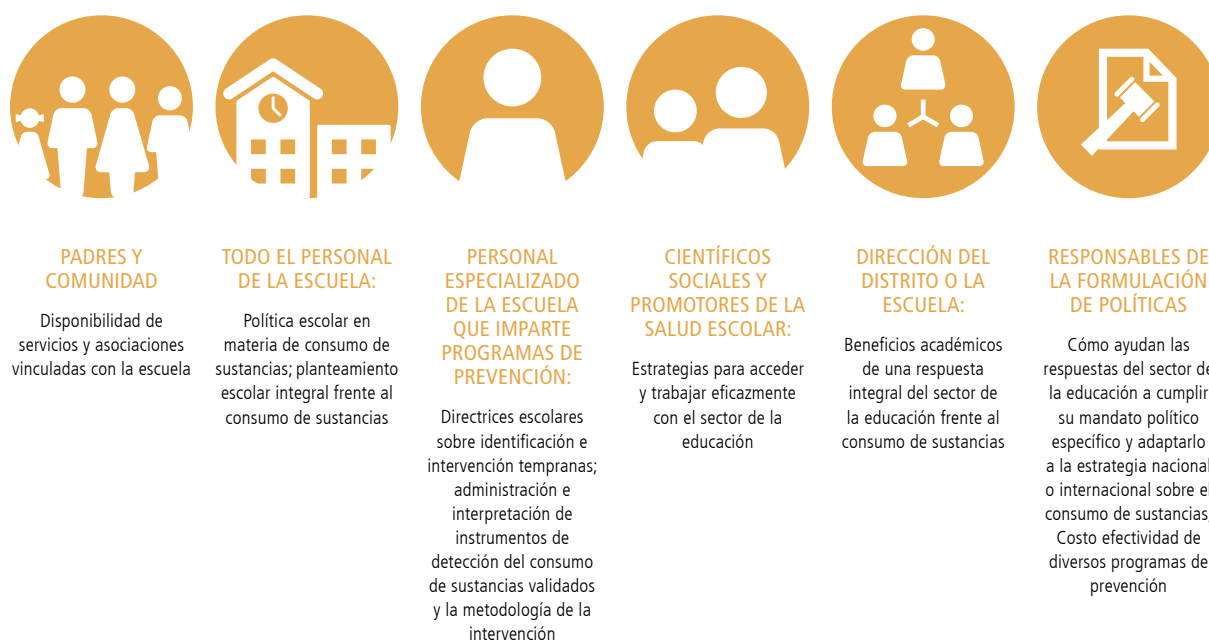 PADRES Y
COMUNIDAD
Disponibilidad de
servicios y asociaciones
vinculadas con la escuela
TODO EL PERSONAL
DE LA ESCUELA:
Política escolar en
materia de consumo de
sustancias; planteamiento
escolar integral frente al
consumo de sustancias
PERSONAL
ESPECIALIZADO
DE LA ESCUELA
QUE IMPARTE
PROGRAMAS DE
PREVENCIÓN:
Directrices escolares
sobre identificación e
intervención tempranas;
administración e
interpretación de
instrumentos de
detección del consumo
de sustancias validados
y la metodología de la
intervención
CIENTÍFICOS
SOCIALES Y
PROMOTORES DE LA
SALUD ESCOLAR:
Estrategias para acceder
y trabajar eficazmente
con el sector de la
educación
DIRECCIÓN DEL
DISTRITO O LA
ESCUELA:
Beneficios académicos
de una respuesta
integral del sector de
la educación frente al
consumo de sustancias
RESPONSABLES DE
LA FORMULACIÓN
DE POLÍTICAS
Cómo ayudan las
respuestas del sector de
la educación a cumplir
su mandato político
específico y adaptarlo
a la estrategia nacional
o internacional sobre el
consumo de sustancias;
Costo efectividad de
diversos programas de
prevención